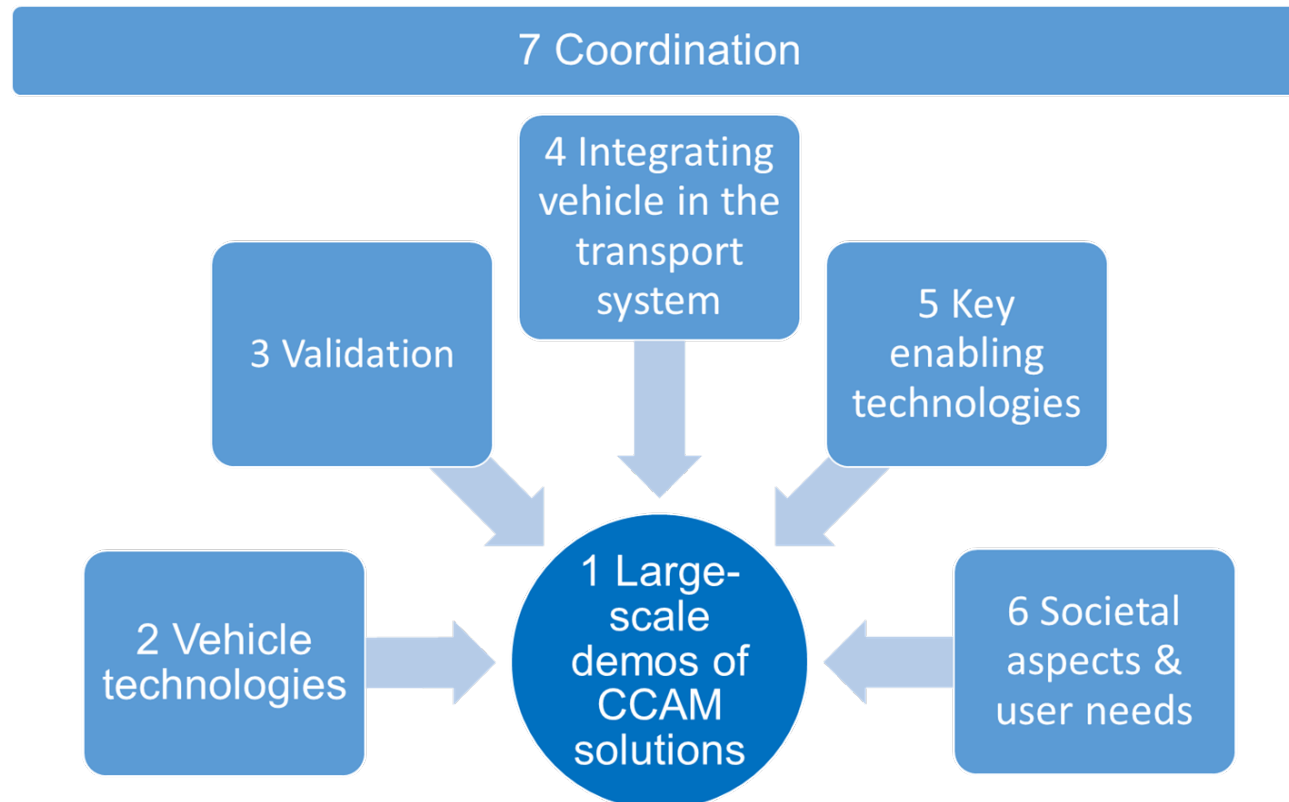 7 Coordination
4 Integrating
vehicle in the
transport
system
3 Validation
5 Key
enabling
technologies
2 Vehicle
technologies
1 Large-
scale
demos of
CCAM
solutions
6 Societal
aspects &
user needs